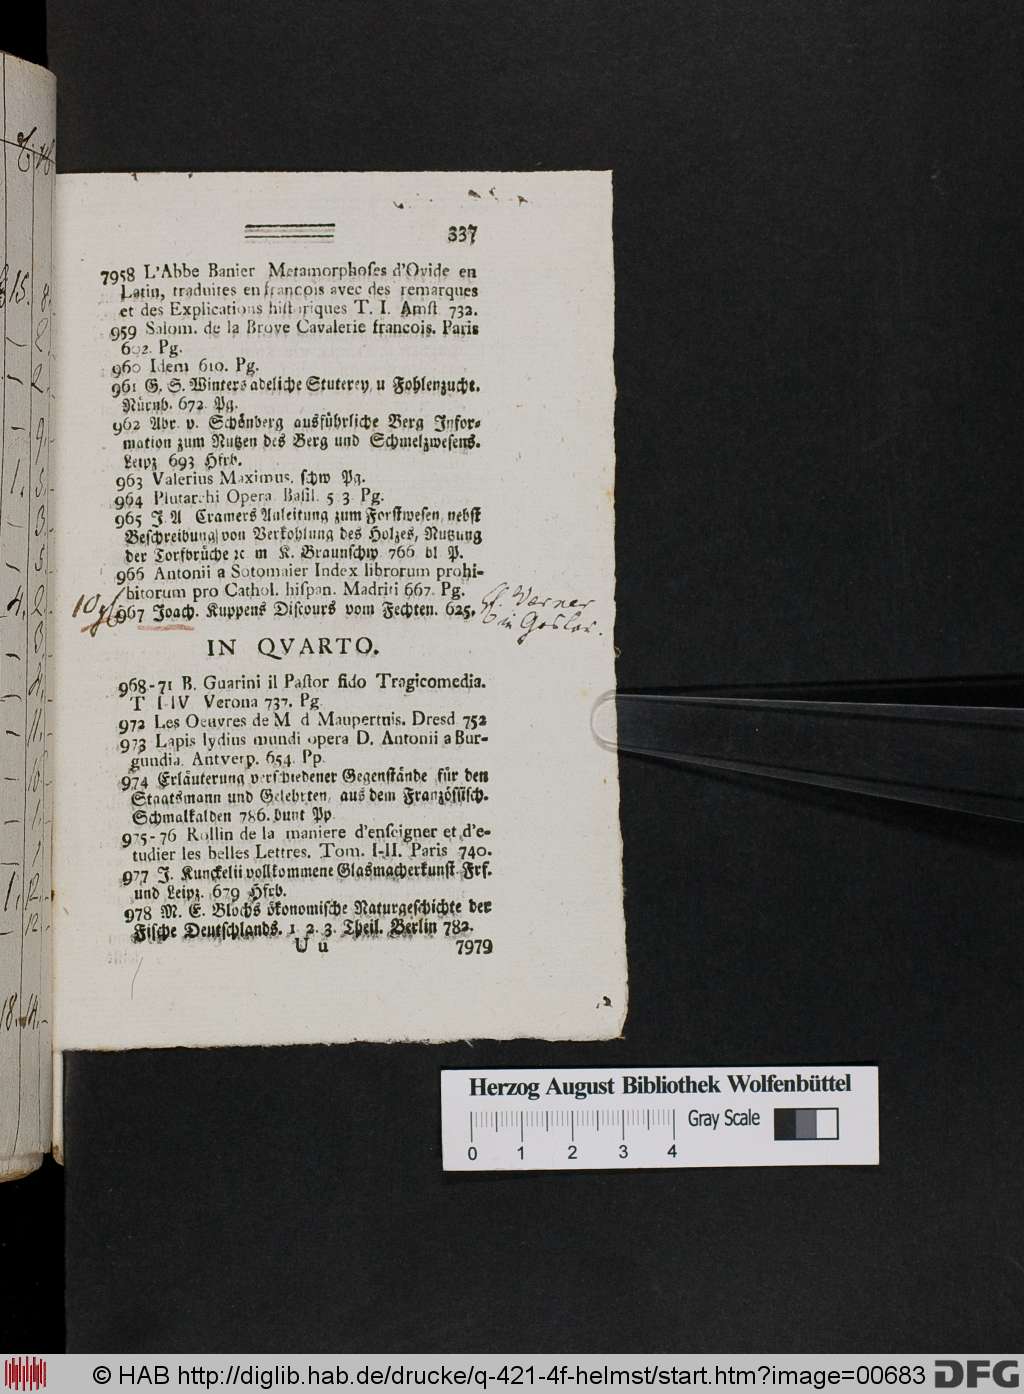 337
7958 L'Abbe Banier Metamorphoſes d'Ovide en
Latin, traduites en francois avec des remarques
et des Explications hiſtoriques T. I. Amſt 732.
959 Salom. de la Broye Cavalerie francois. Paris
602. Pg.
960 Idem 610. Pg.
961 G. S. Winters adeliche Stuterey u Fohlenzucht.
Nürnb. 672. Pg.
962 Abr. v. Schönberg ausführliche Berg Infor-
mation zum Nutzen des Berg und Schmelzweſens.
Leipz 693 Hfrb.
963 Valerius Maximus, ſchw Pg.
964 Plutarchi Opera Baſil. 5 3. Pg.
965 J. A Cramers Anleitung zum Forſtweſen, nebſt
Beſchreibung von Verkohlung des Holzes, Nutzung
der Torfbrüche ꝛc m K. Braunſchw. 766 bl P.
966 Antonii a Sotomaier Index librorum prohi-
bitorum pro Cathol. hiſpan. Madriti 667. Pg.
967 Joach. Kuppens Diſcours vom Fechten. 625.
Werner
in Goslar.
IN QVARTO.
968-71 B. Guarini il Paſtor fido Tragicomedia.
T I-IV Verona 737. Pg
972 Les Oeuvres de M d Maupertnis. Dresd 752
973 Lapis lydius mundi opera D. Antonii a Bur-
gundia. Antverp. 654. Pp.
974 Erläuterung verſchiedener Gegenſtände für den
Staatsmann und Gelehrten, aus dem Franzöſiſch.
Schmalkalden 786. bunt Pp
975-76 Rollin de la maniere d'enſeigner et d'e-
tudier les belles Lettres. Tom. I-II. Paris 740.
977 J. Kunckelii vollkommene Glasmacherkunſt. Frf.
und Leipz. 679 Hfrb.
978 M. E. Blochs ökonomiſche Naturgeſchichte der
Fiſche Deutſchlands. 1 2. 3. Theil. Berlin 782.
U u 7979
Herzog August Bibliothek Wolfenbüttel
Gray Scale
0 1 2 3 4
© HAB http://diglib.hab.de/drucke/q-421-4f-helmst/start.htm?image=00683
DFG